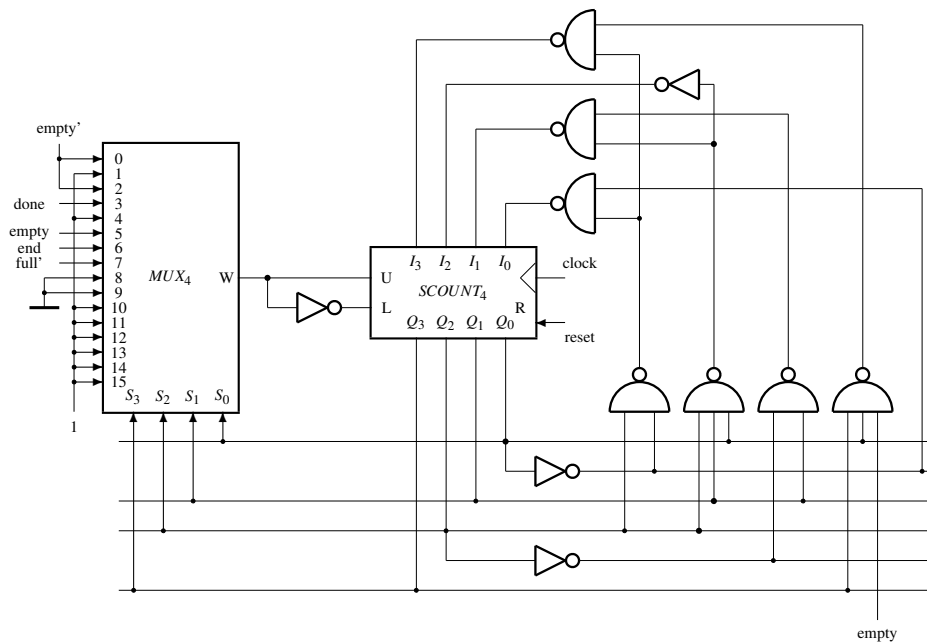 empty'
done
empty
end
full'
0
1
2
3
4
5
6
7
8
9
10
11
12
13
14
15
MUX4
W
S3 S2 S1 S0
1
I3 I2 I1 I0
U
SCOUNT4
L
R
Q3 Q2 Q1 Q0
clock
reset
empty